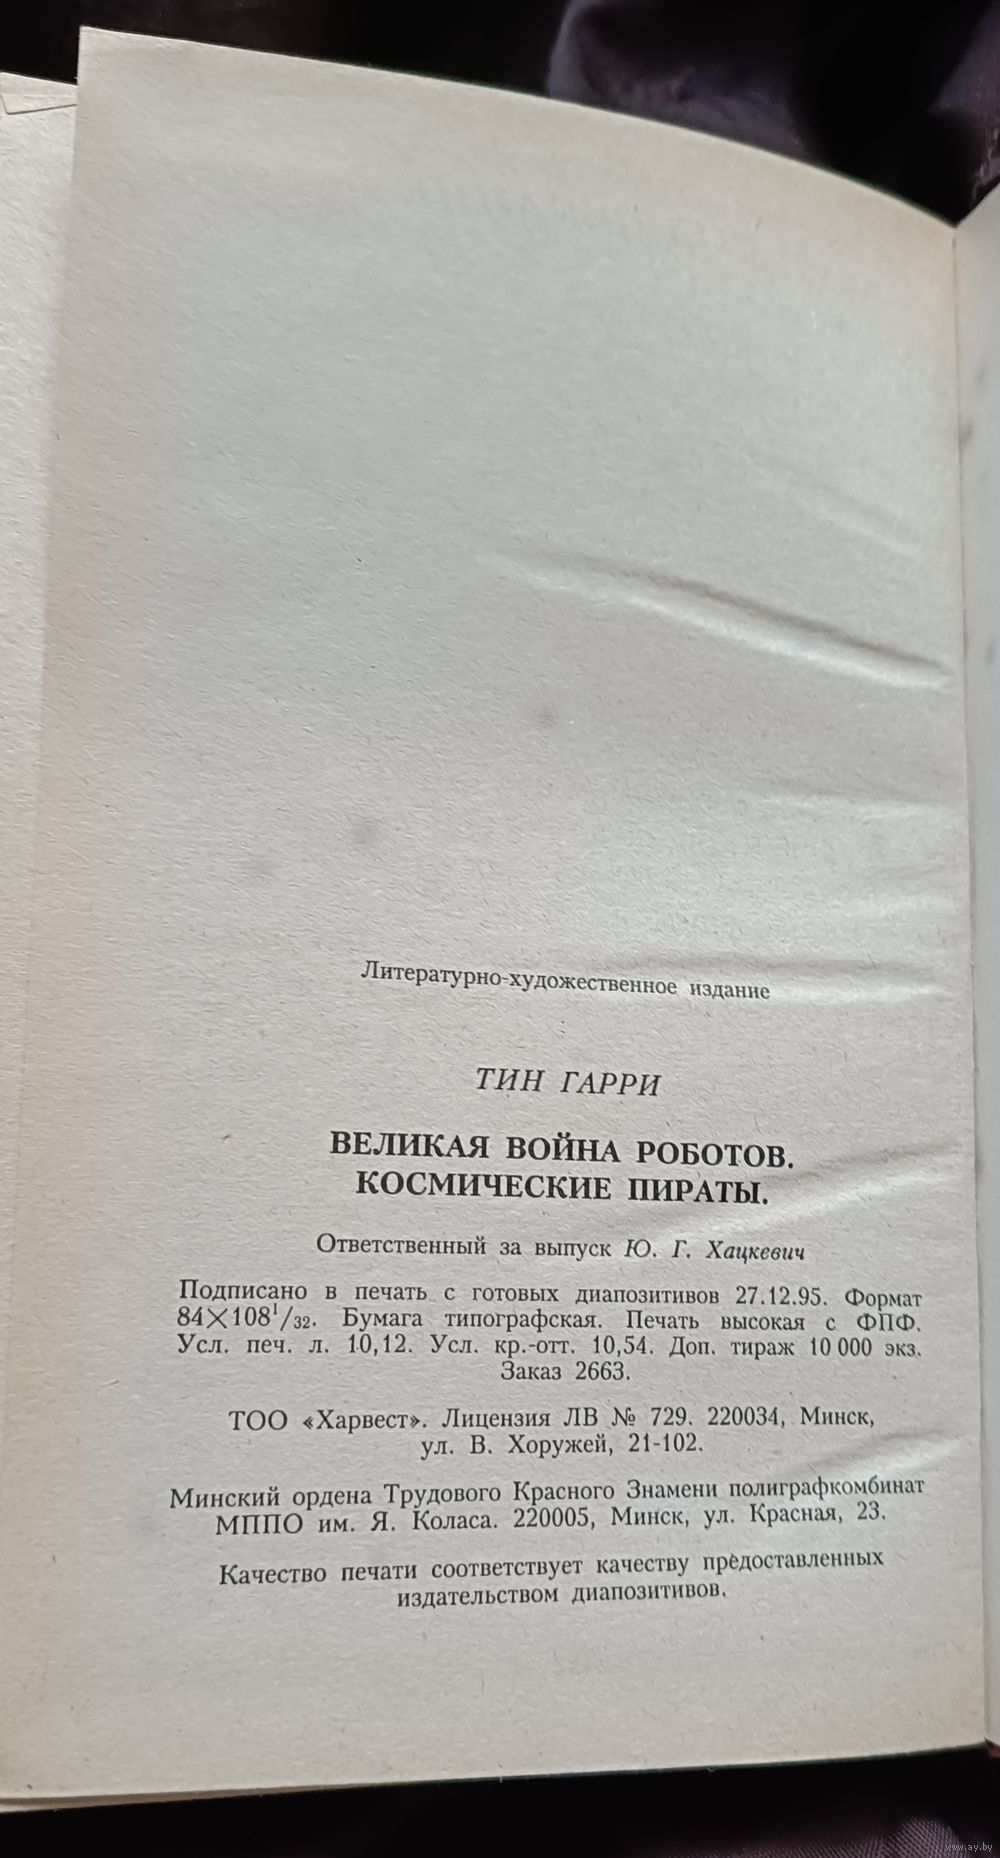 Литературно-художественное издание
ТИН ГАРРИ
ВЕЛИКАЯ ВОЙНА РОБОТОВ.
КОСМИЧЕСКИЕ ПИРАТЫ.
Ответственный за выпуск Ю. Г. Хацкевич
Подписано в печать с готовых диапозитивов 27.12.95. Формат
84×108¹/₃₂. Бумага типографская. Печать высокая с ФПФ.
Усл. печ. л. 10,12. Усл. кр.-отт. 10,54. Доп. тираж 10 000 экз.
Заказ 2663.
ТОО «Харвест». Лицензия ЛВ № 729. 220034, Минск,
ул. В. Хоружей, 21-102.
Минский ордена Трудового Красного Знамени полиграфкомбинат
МППО им. Я. Коласа. 220005, Минск, ул. Красная, 23.
Качество печати соответствует качеству предоставленных
издательством диапозитивов.
www.ay.by